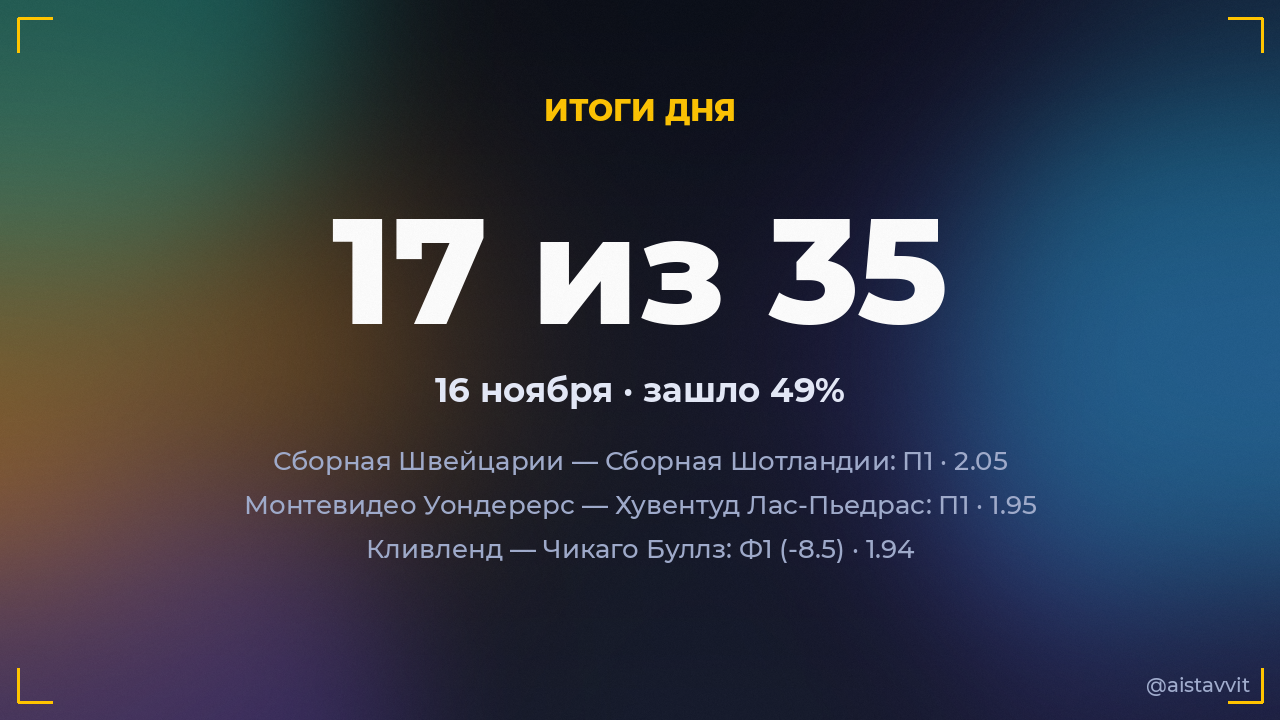 ИТОГИ ДНЯ
17 из 35
16 ноября · зашло 49%
Сборная Швейцарии — Сборная Шотландии: П1 · 2.05
Монтевидео Уондерерс — Хувентуд Лас-Пьедрас: П1 · 1.95
Кливленд — Чикаго Буллз: Ф1 (-8.5) · 1.94
@aistavvit